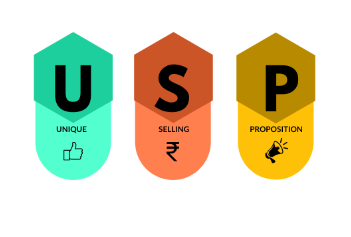 U S P
UNIQUE SELLING PROPOSITION
₹